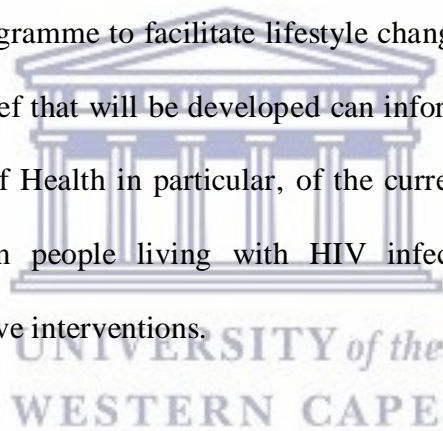 ogramme to facilitate lifestyle chang
ef that will be developed can infor
f Health in particular, of the curre
n people living with HIV infec
ve interventions.
UNIVERSITY of the
WESTERN CAPE